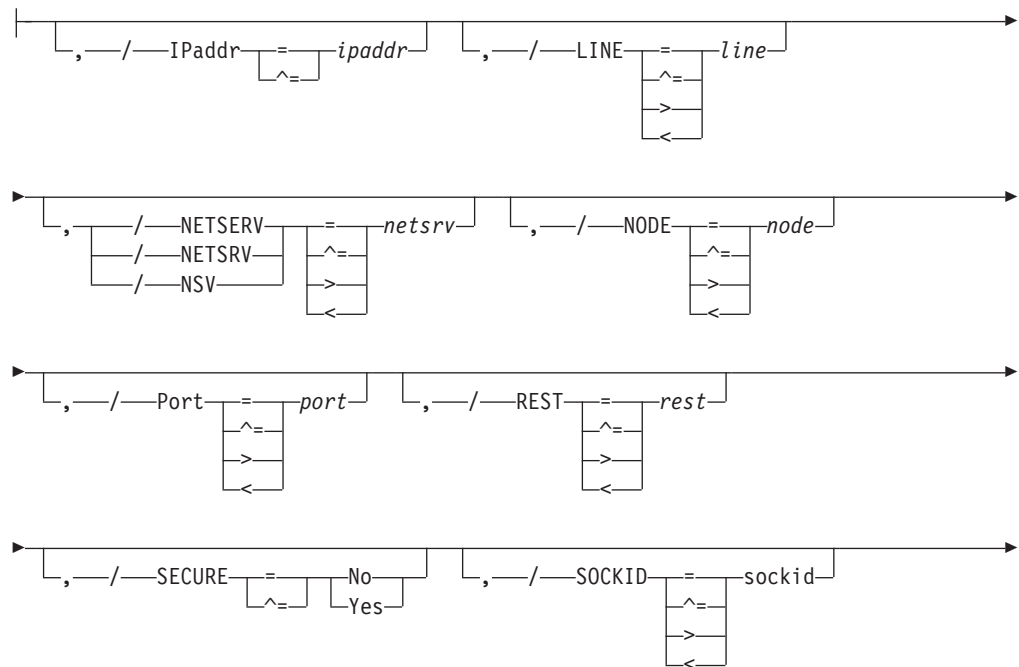 , / IPaddr = ipaddr , / LINE = line
^= ^=
>
<
, / NETSERV = netsrv , / NODE = node
/ NETSRV ^= ^=
/ NSV > >
< <
, / Port = port , / REST = rest
^= ^=
> >
< <
, / SECURE = No , / SOCKID = sockid
^= Yes ^=
>
<